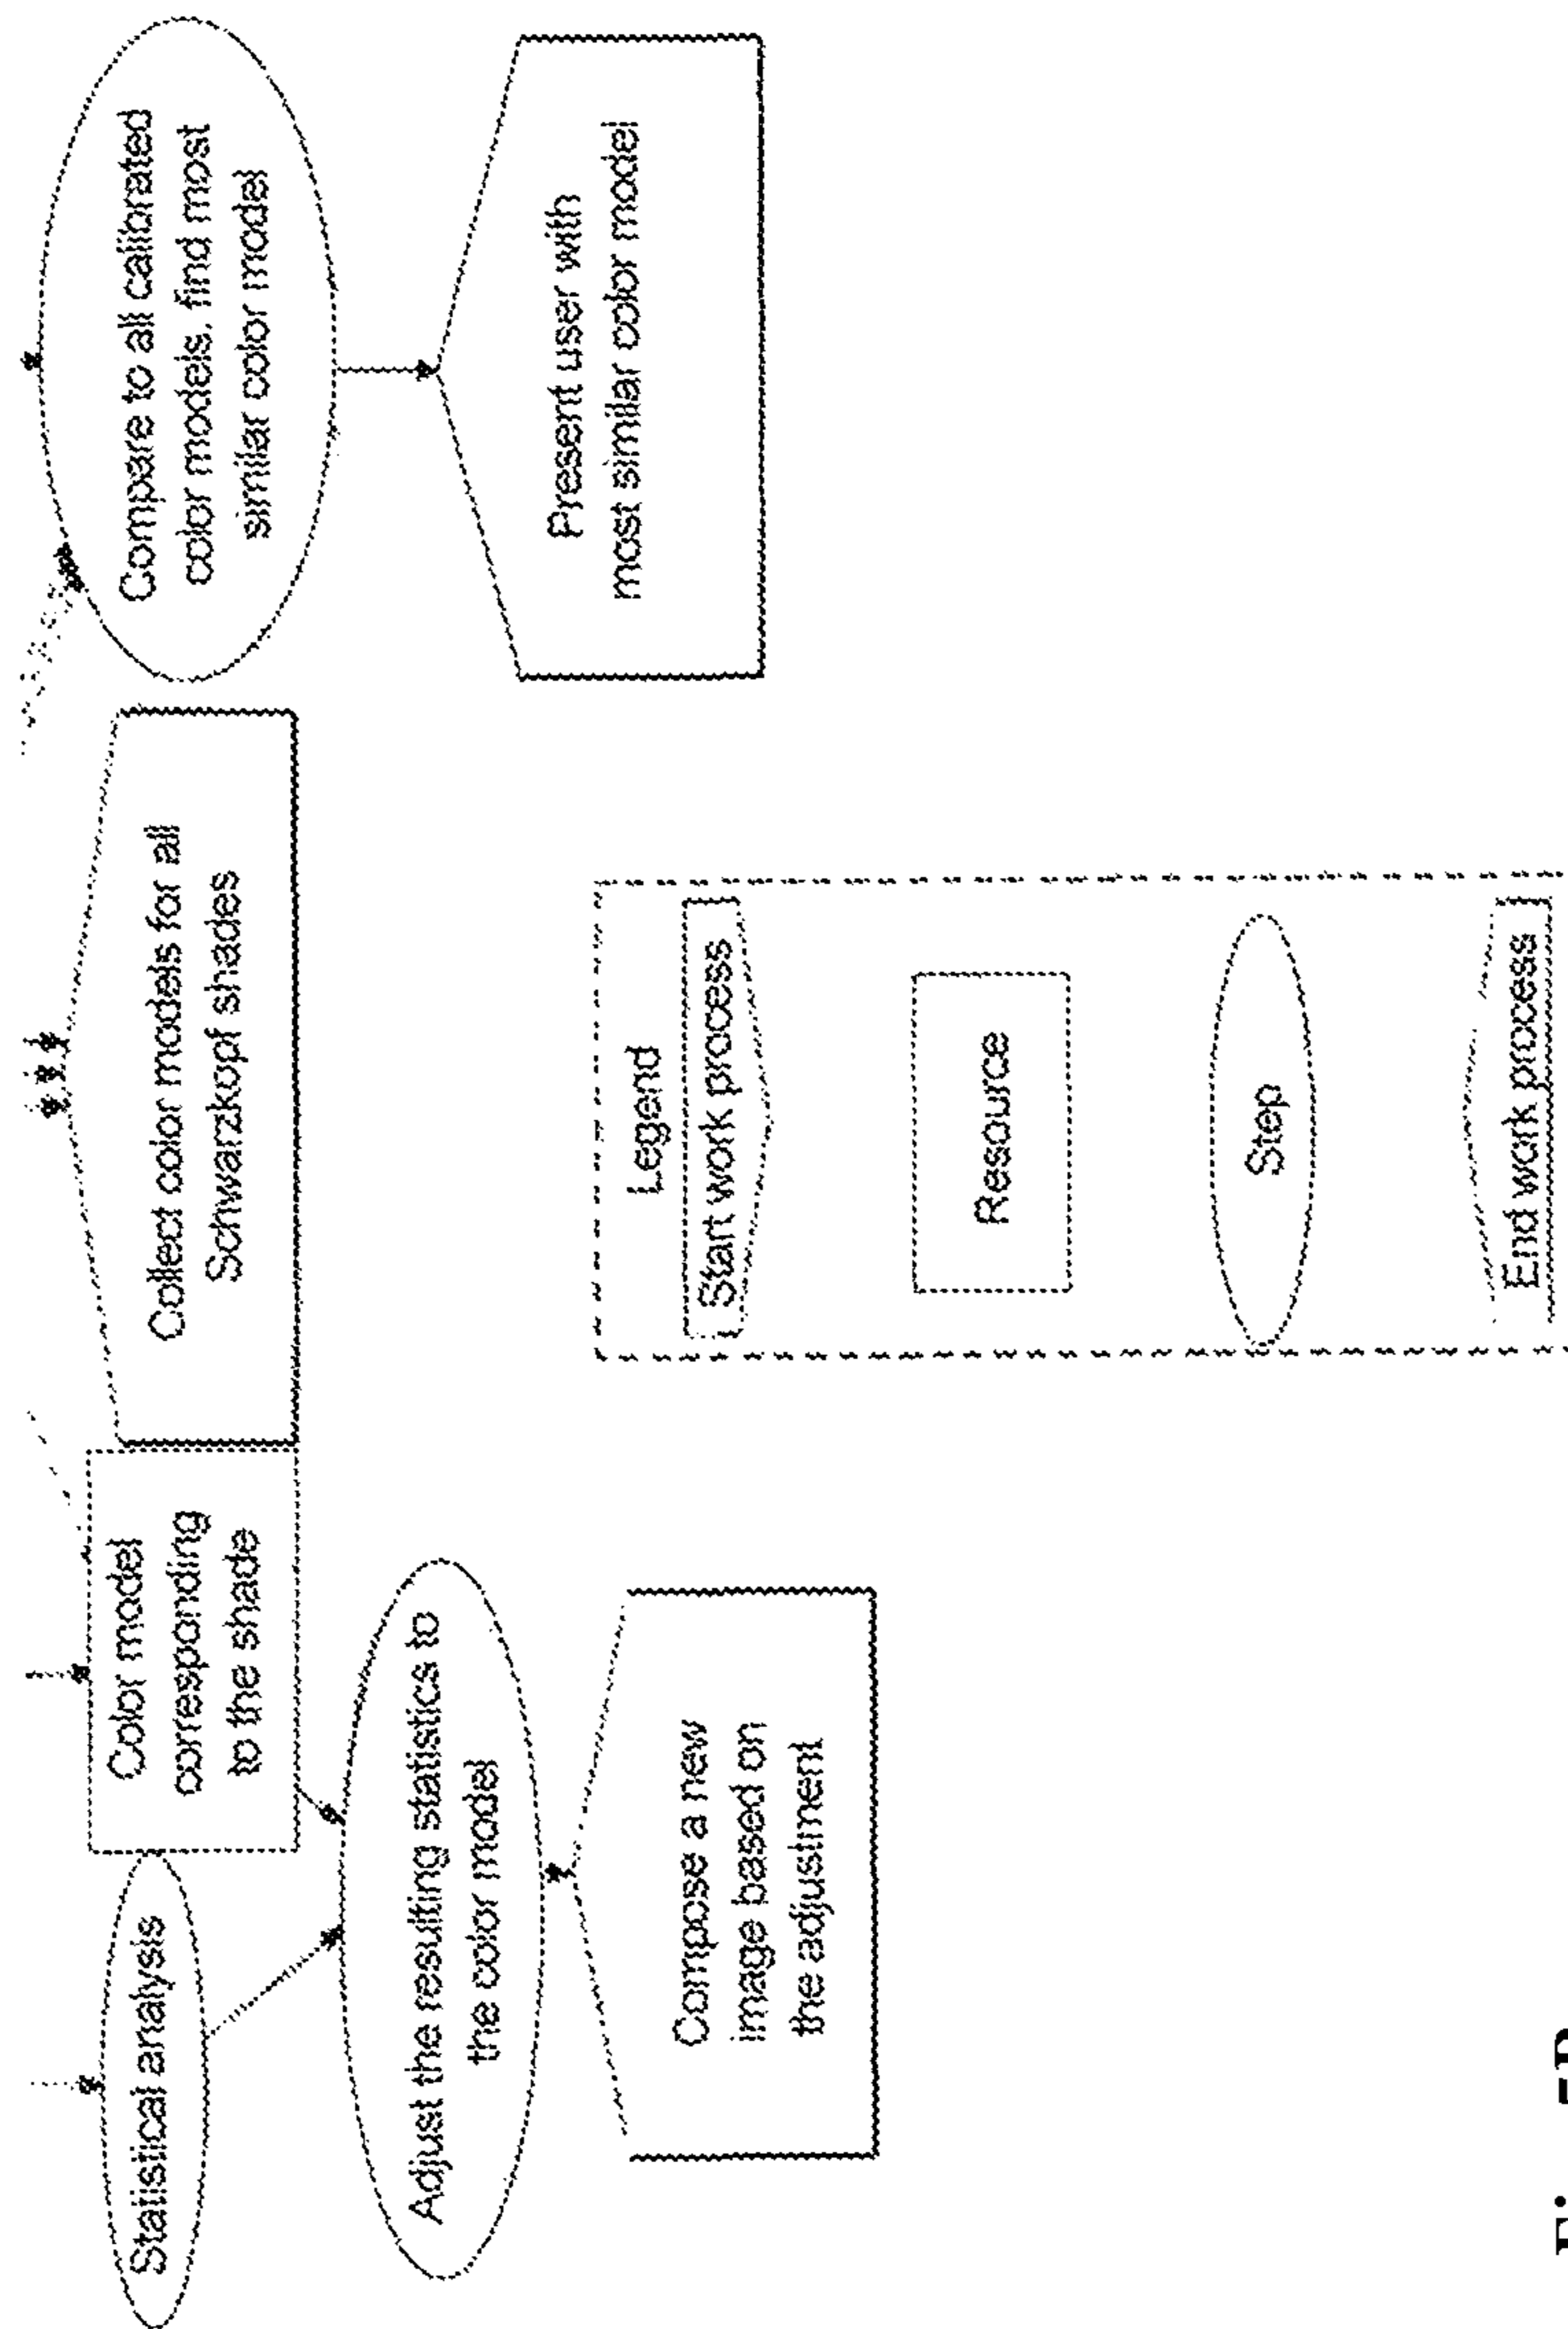 Statistical analysis
Color model
corresponding
to the shade
Collect color models for all
Schwarzkopf shades
Compare to all calibrated
color models, find most
similar color model
Adjust the resulting statistics to
the color model
Present user with
most similar color model
Compose a new
image based on
the adjustment
Legend
Start work process
Resource
Step
End work process